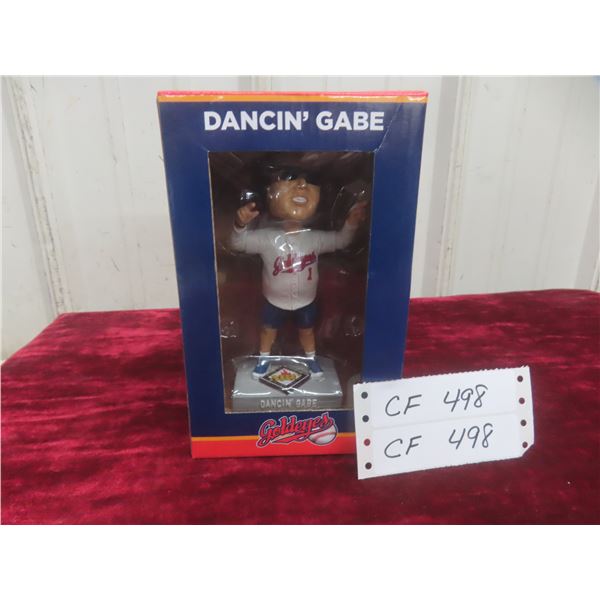 DANCIN' GABE
Goldeyes
1
DANCIN' GABE
Goldeyes
CF 498
CF 498